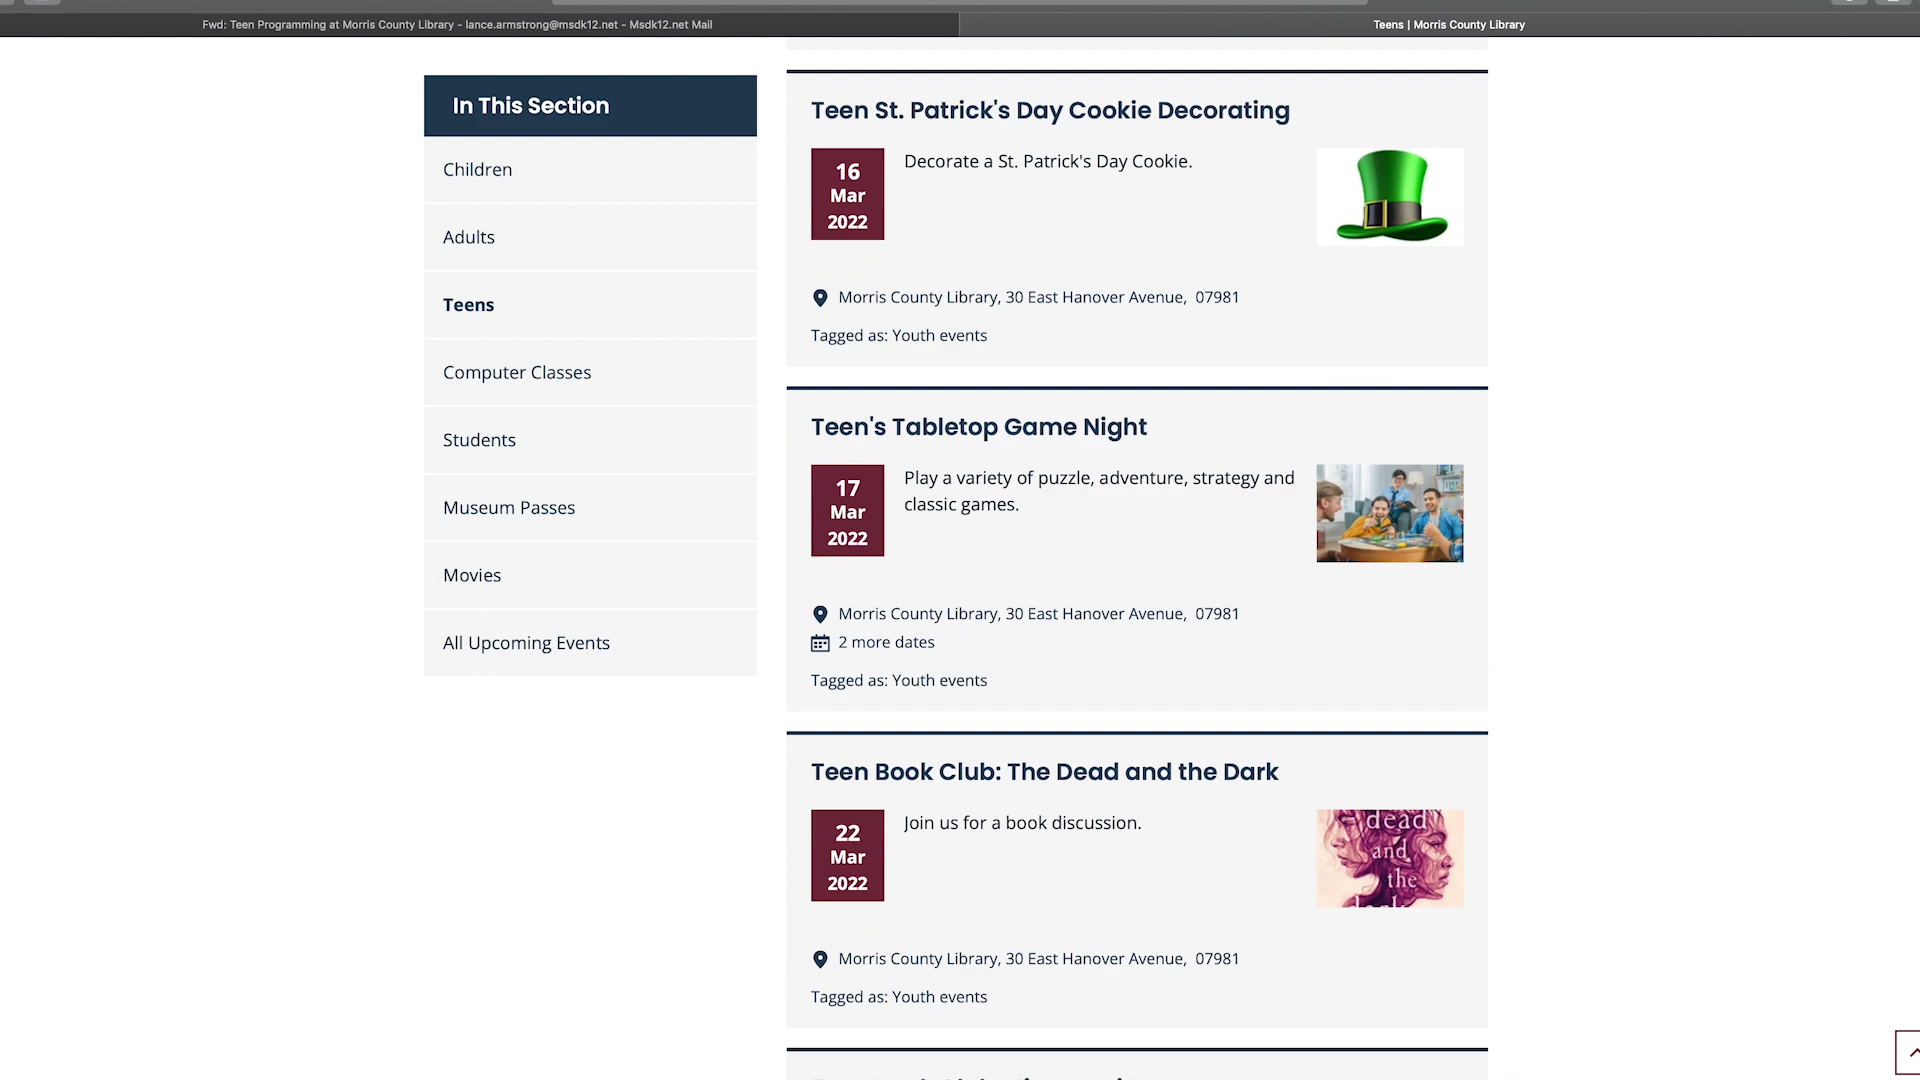 Fwd: Teen Programming at Morris County Library - lance.armstrong@msdk12.net - Msdk12.net Mail
Teens | Morris County Library
In This Section
Children
Adults
Teens
Computer Classes
Students
Museum Passes
Movies
All Upcoming Events
Teen St. Patrick's Day Cookie Decorating
16
Mar
2022
Decorate a St. Patrick's Day Cookie.
Morris County Library, 30 East Hanover Avenue, 07981
Tagged as: Youth events
Teen's Tabletop Game Night
17
Mar
2022
Play a variety of puzzle, adventure, strategy and
classic games.
Morris County Library, 30 East Hanover Avenue, 07981
2 more dates
Tagged as: Youth events
Teen Book Club: The Dead and the Dark
22
Mar
2022
Join us for a book discussion.
dead
and
the
Morris County Library, 30 East Hanover Avenue, 07981
Tagged as: Youth events